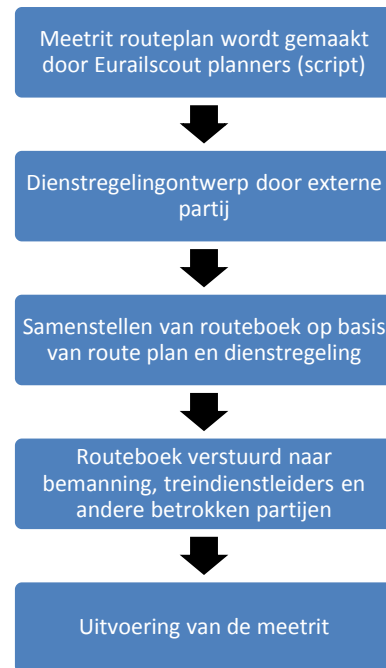 Meetrit routeplan wordt gemaakt
door Eurailscout planners (script)
Dienstregelingontwerp door externe
partij
Samenstellen van routeboek op basis
van route plan en dienstregeling
Routeboek verstuurd naar
bemanning, treindienstleiders en
andere betrokken partijen
Uitvoering van de meetrit